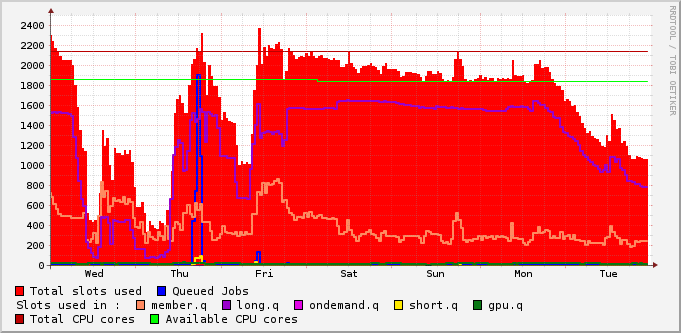 RRDTOOL / TOBI OETIKER
2400
2200
2000
1800
1600
1400
1200
1000
800
600
400
200
0
Wed Thu Fri Sat Sun Mon Tue
Total slots used Queued Jobs
Slots used in : member.q long.q ondemand.q short.q gpu.q
Total CPU cores Available CPU cores